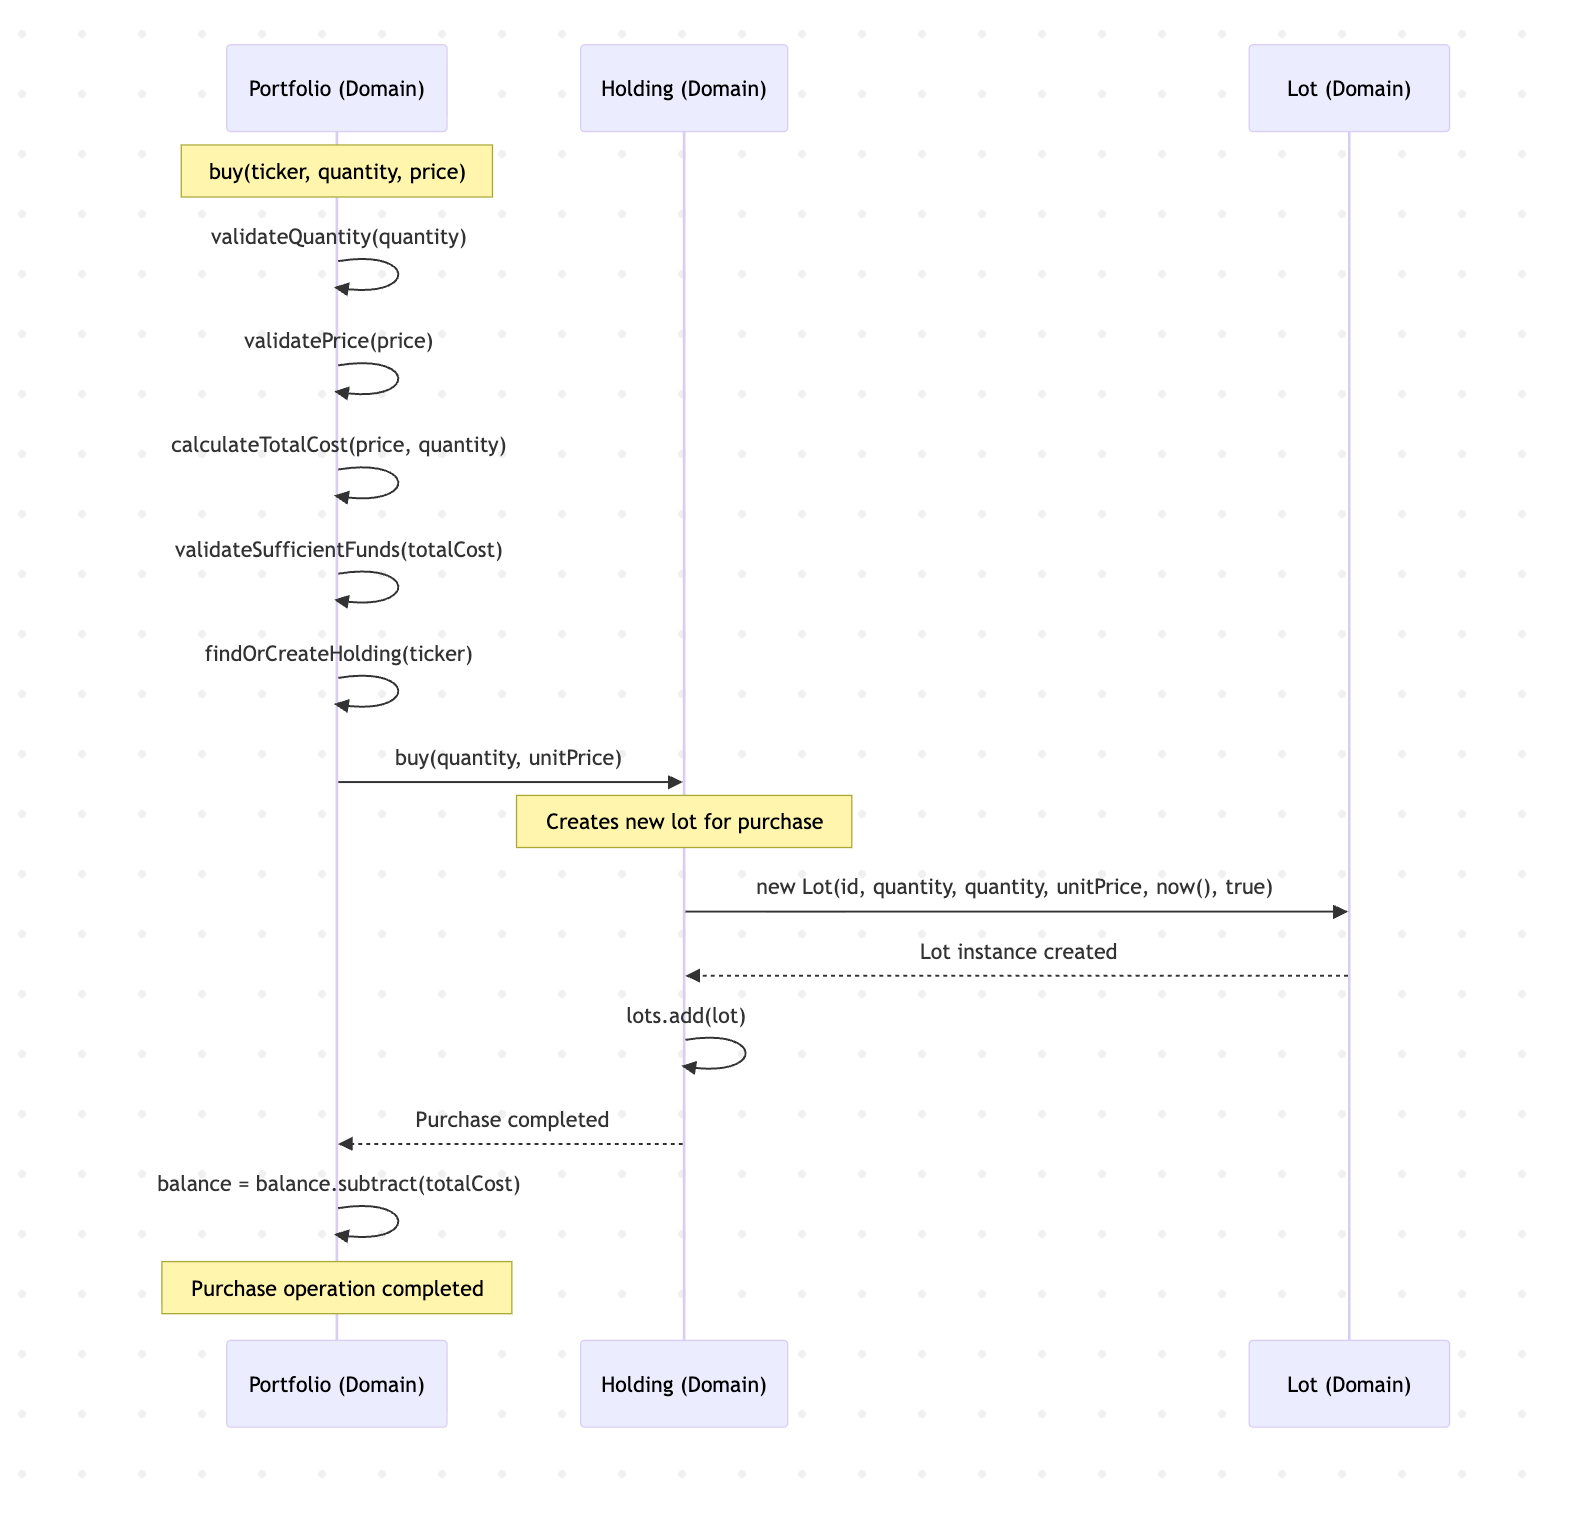 Portfolio (Domain)
Holding (Domain)
Lot (Domain)
buy(ticker, quantity, price)
validateQuantity(quantity)
validatePrice(price)
calculateTotalCost(price, quantity)
validateSufficientFunds(totalCost)
findOrCreateHolding(ticker)
buy(quantity, unitPrice)
Creates new lot for purchase
new Lot(id, quantity, quantity, unitPrice, now(), true)
Lot instance created
lots.add(lot)
Purchase completed
balance = balance.subtract(totalCost)
Purchase operation completed
Portfolio (Domain)
Holding (Domain)
Lot (Domain)